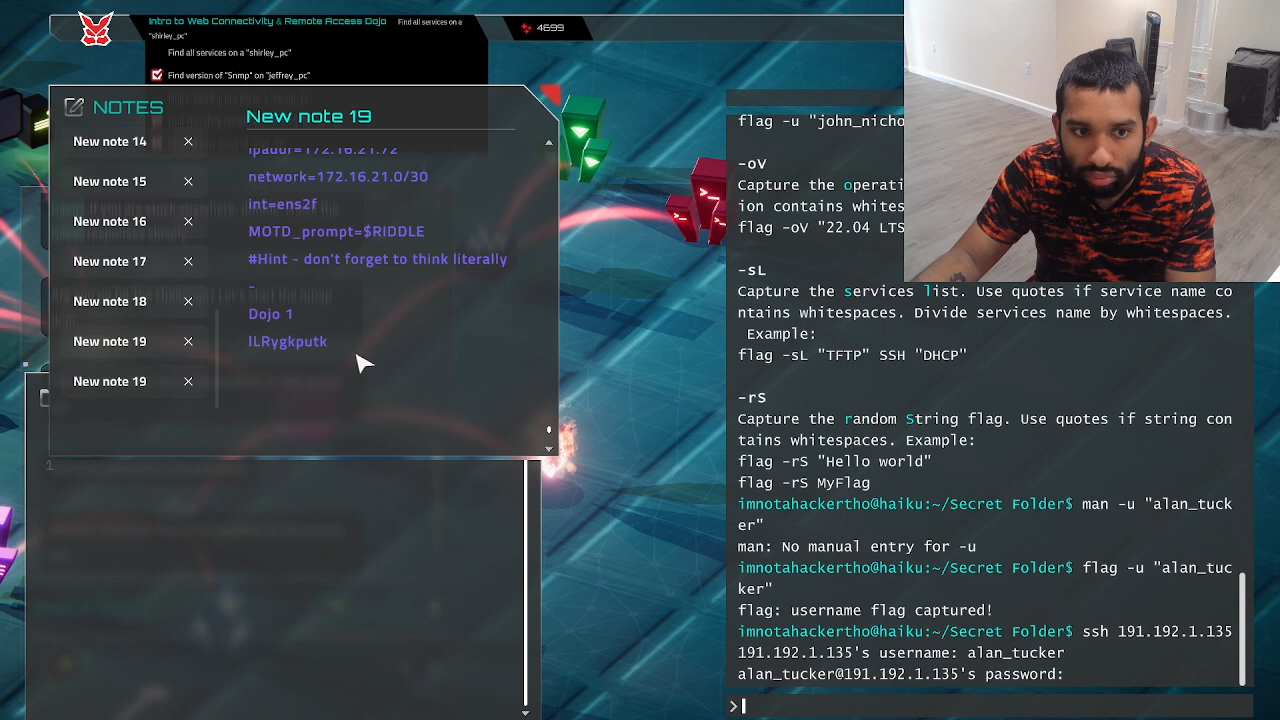 Intro to Web Connectivity & Remote Access Dojo
Find all services on a
"shirley_pc"
4699
Find all services on a "shirley_pc"
Find version of "Snmp" on "jeffrey_pc"
NOTES
New note 14
New note 15
New note 16
New note 17
New note 18
New note 19
New note 19
New note 19
ipaddr=172.16.21.72
network=172.16.21.0/30
int=ens2f
MOTD_prompt=$RIDDLE
#Hint - don't forget to think literally
-
Dojo 1
ILRygkputk
1
flag -u "john_nicho
-oV
Capture the operati
ion contains whites
flag -oV "22.04 LTS
-sL
Capture the services list. Use quotes if service name co
ntains whitespaces. Divide services name by whitespaces.
Example:
flag -sL "TFTP" SSH "DHCP"
-rS
Capture the random String flag. Use quotes if string con
tains whitespaces. Example:
flag -rS "Hello world"
flag -rS MyFlag
imnotahackertho@haiku:~/Secret Folder$ man -u "alan_tuck
er"
man: No manual entry for -u
imnotahackertho@haiku:~/Secret Folder$ flag -u "alan_tuc
ker"
flag: username flag captured!
imnotahackertho@haiku:~/Secret Folder$ ssh 191.192.1.135
191.192.1.135's username: alan_tucker
alan_tucker@191.192.1.135's password:
>